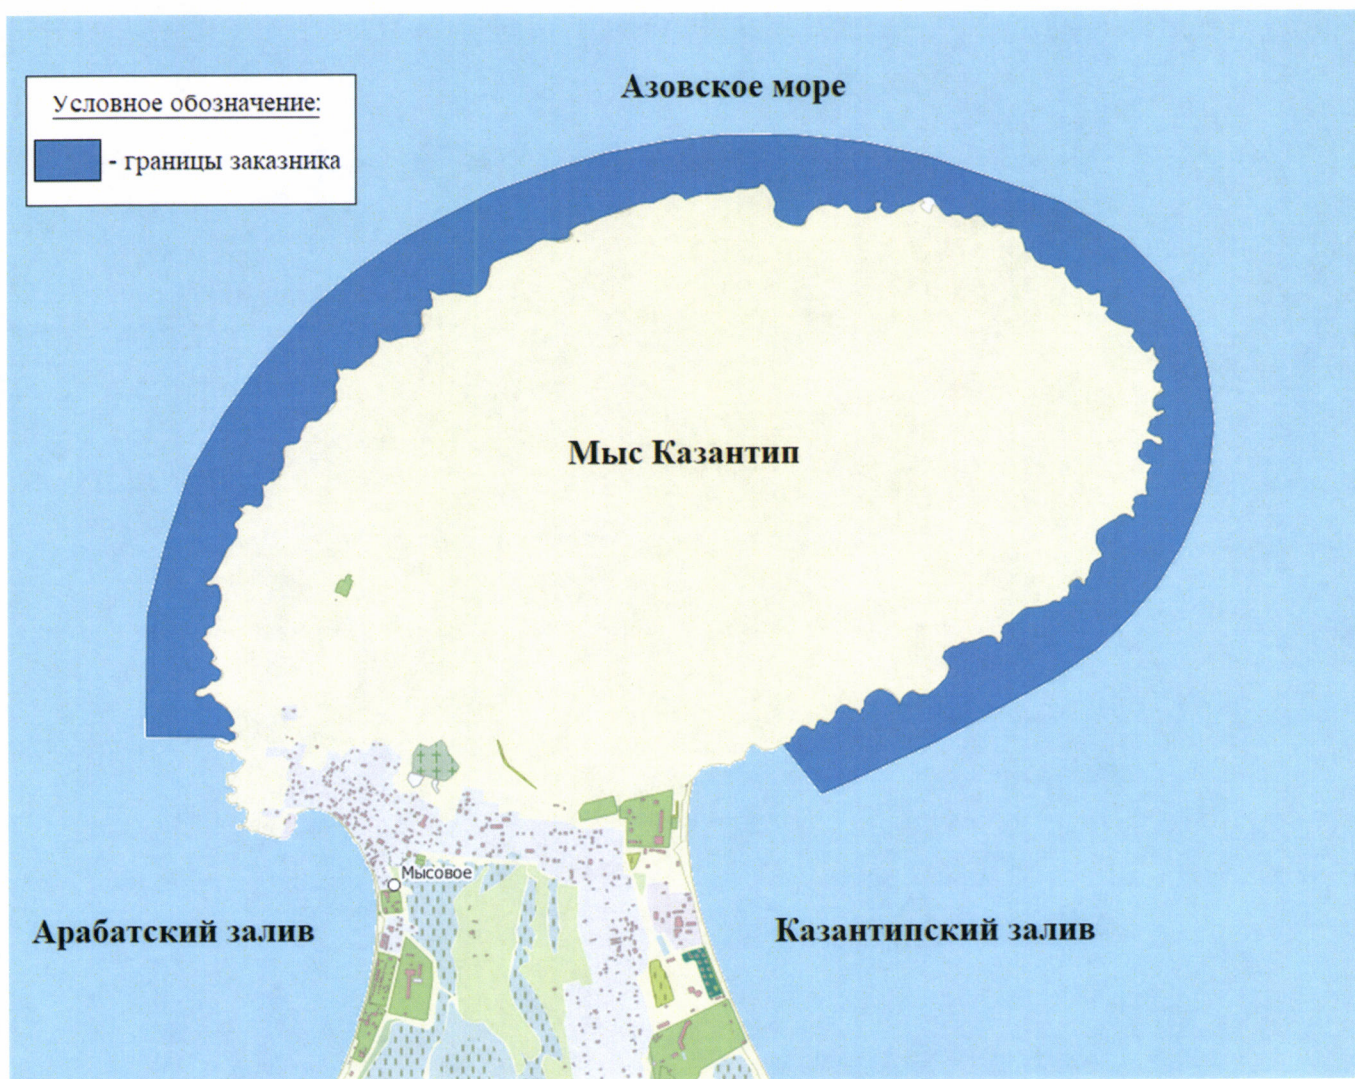 Азовское море
Условное обозначение:
- границы заказника
Мыс Казантип
Мысовое
Арабатский залив
Казантипский залив